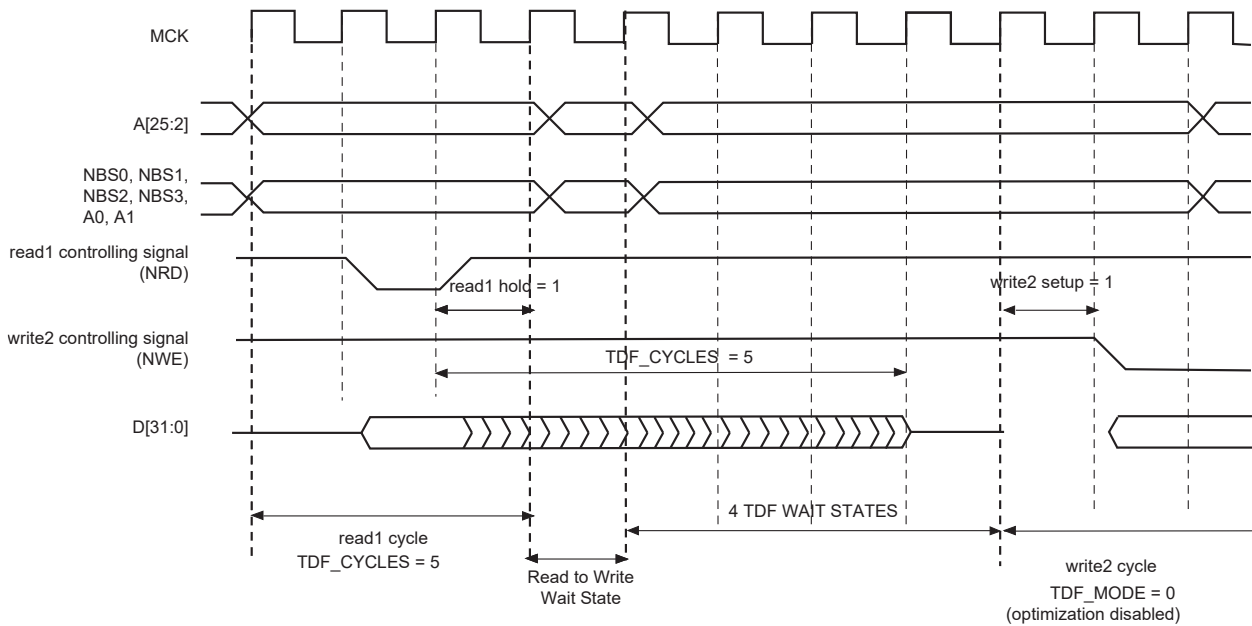 MCK
A[25:2]
NBS0, NBS1,
NBS2, NBS3,
A0, A1
read1 controlling signal
(NRD)
read1 hold = 1
write2 setup = 1
write2 controlling signal
(NWE)
TDF_CYCLES = 5
D[31:0]
4 TDF WAIT STATES
read1 cycle
TDF_CYCLES = 5
Read to Write
Wait State
write2 cycle
TDF_MODE = 0
(optimization disabled)